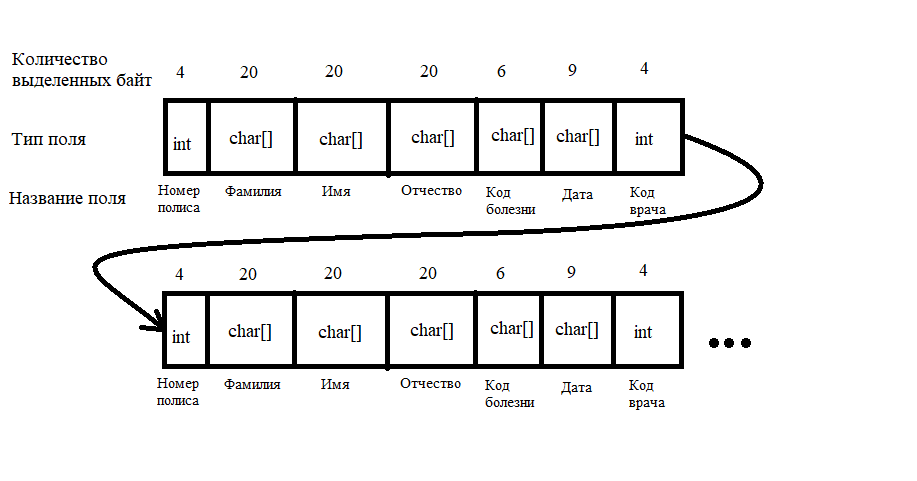 Количество
выделенных байт
4 20 20 20 6 9 4
Тип поля
int char[] char[] char[] char[] char[] int
Название поля
Номер
полиса
Фамилия
Имя
Отчество
Код
болезни
Дата
Код
врача
4 20 20 20 6 9 4
int char[] char[] char[] char[] char[] int
Номер
полиса
Фамилия
Имя
Отчество
Код
болезни
Дата
Код
врача